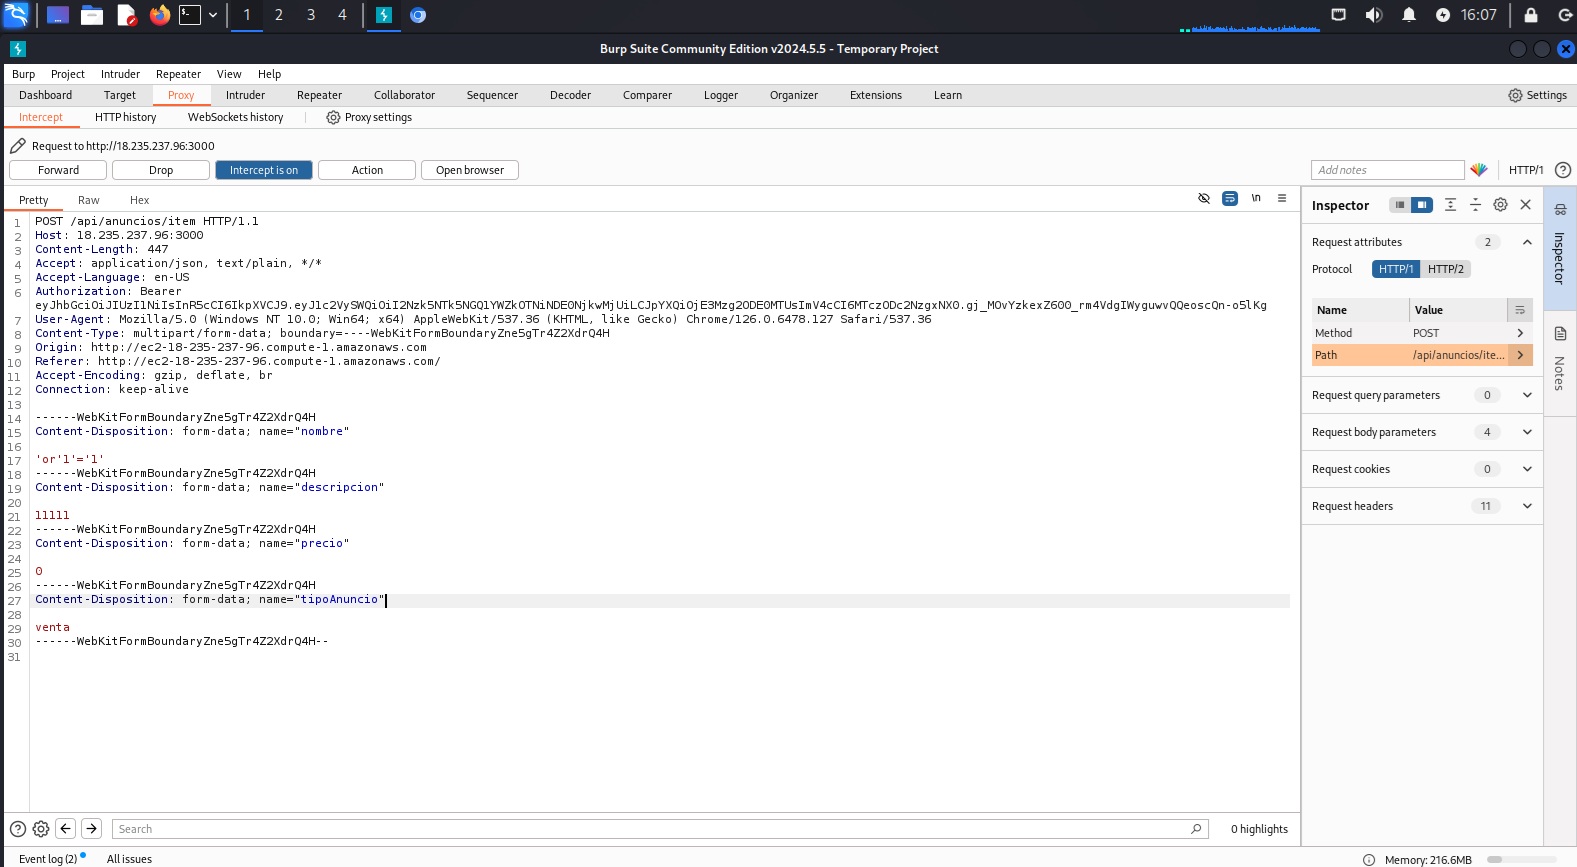 1 2 3 4 16:07
Burp Suite Community Edition v2024.5.5 - Temporary Project
Burp Project Intruder Repeater View Help
Dashboard Target Proxy Intruder Repeater Collaborator Sequencer Decoder Comparer Logger Organizer Extensions Learn Settings
Intercept HTTP history WebSockets history Proxy settings
Request to http://18.235.237.96:3000
Forward Drop Intercept is on Action Open browser Add notes HTTP/1
Pretty Raw Hex \n
1 POST /api/anuncios/item HTTP/1.1
2 Host: 18.235.237.96:3000
3 Content-Length: 447
4 Accept: application/json, text/plain, */*
5 Accept-Language: en-US
6 Authorization: Bearer
7 User-Agent: Mozilla/5.0 (Windows NT 10.0; Win64; x64) AppleWebKit/537.36 (KHTML, like Gecko) Chrome/126.0.6478.127 Safari/537.36
8 Content-Type: multipart/form-data; boundary=----WebKitFormBoundaryZne5gTr4Z2XdrQ4H
9 Origin: http://ec2-18-235-237-96.compute-1.amazonaws.com
10 Referer: http://ec2-18-235-237-96.compute-1.amazonaws.com/
11 Accept-Encoding: gzip, deflate, br
12 Connection: keep-alive
13
14 ------WebKitFormBoundaryZne5gTr4Z2XdrQ4H
15 Content-Disposition: form-data; name="nombre"
16
17 'or'1'='1'
18 ------WebKitFormBoundaryZne5gTr4Z2XdrQ4H
19 Content-Disposition: form-data; name="descripcion"
20
21 11111
22 ------WebKitFormBoundaryZne5gTr4Z2XdrQ4H
23 Content-Disposition: form-data; name="precio"
24
25 0
26 ------WebKitFormBoundaryZne5gTr4Z2XdrQ4H
27 Content-Disposition: form-data; name="tipoAnuncio"
28
29 venta
30 ------WebKitFormBoundaryZne5gTr4Z2XdrQ4H--
31
Inspector
Request attributes 2
Protocol HTTP/1 HTTP/2
Name Value
Method POST
Path /api/anuncios/ite...
Request query parameters 0
Request body parameters 4
Request cookies 0
Request headers 11
Inspector
Notes
Search 0 highlights
Event log (2) All issues Memory: 216.6MB